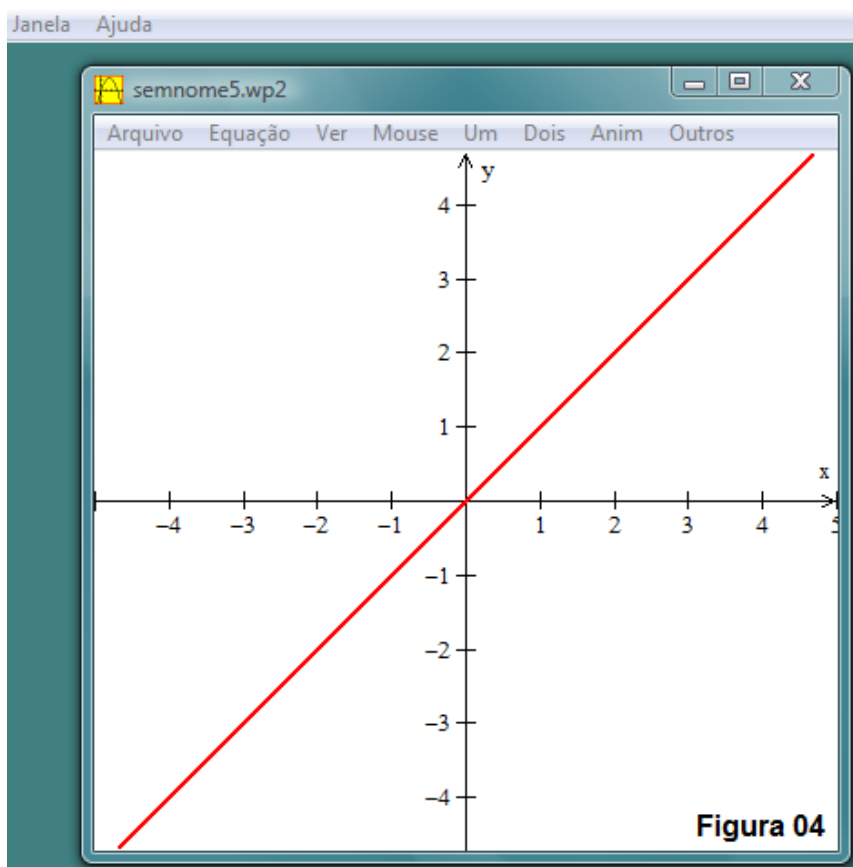 Janela Ajuda
semnome5.wp2
Arquivo Equação Ver Mouse Um Dois Anim Outros
y
4
3
2
1
x
−4 −3 −2 −1 1 2 3 4 5
−1
−2
−3
−4
Figura 04